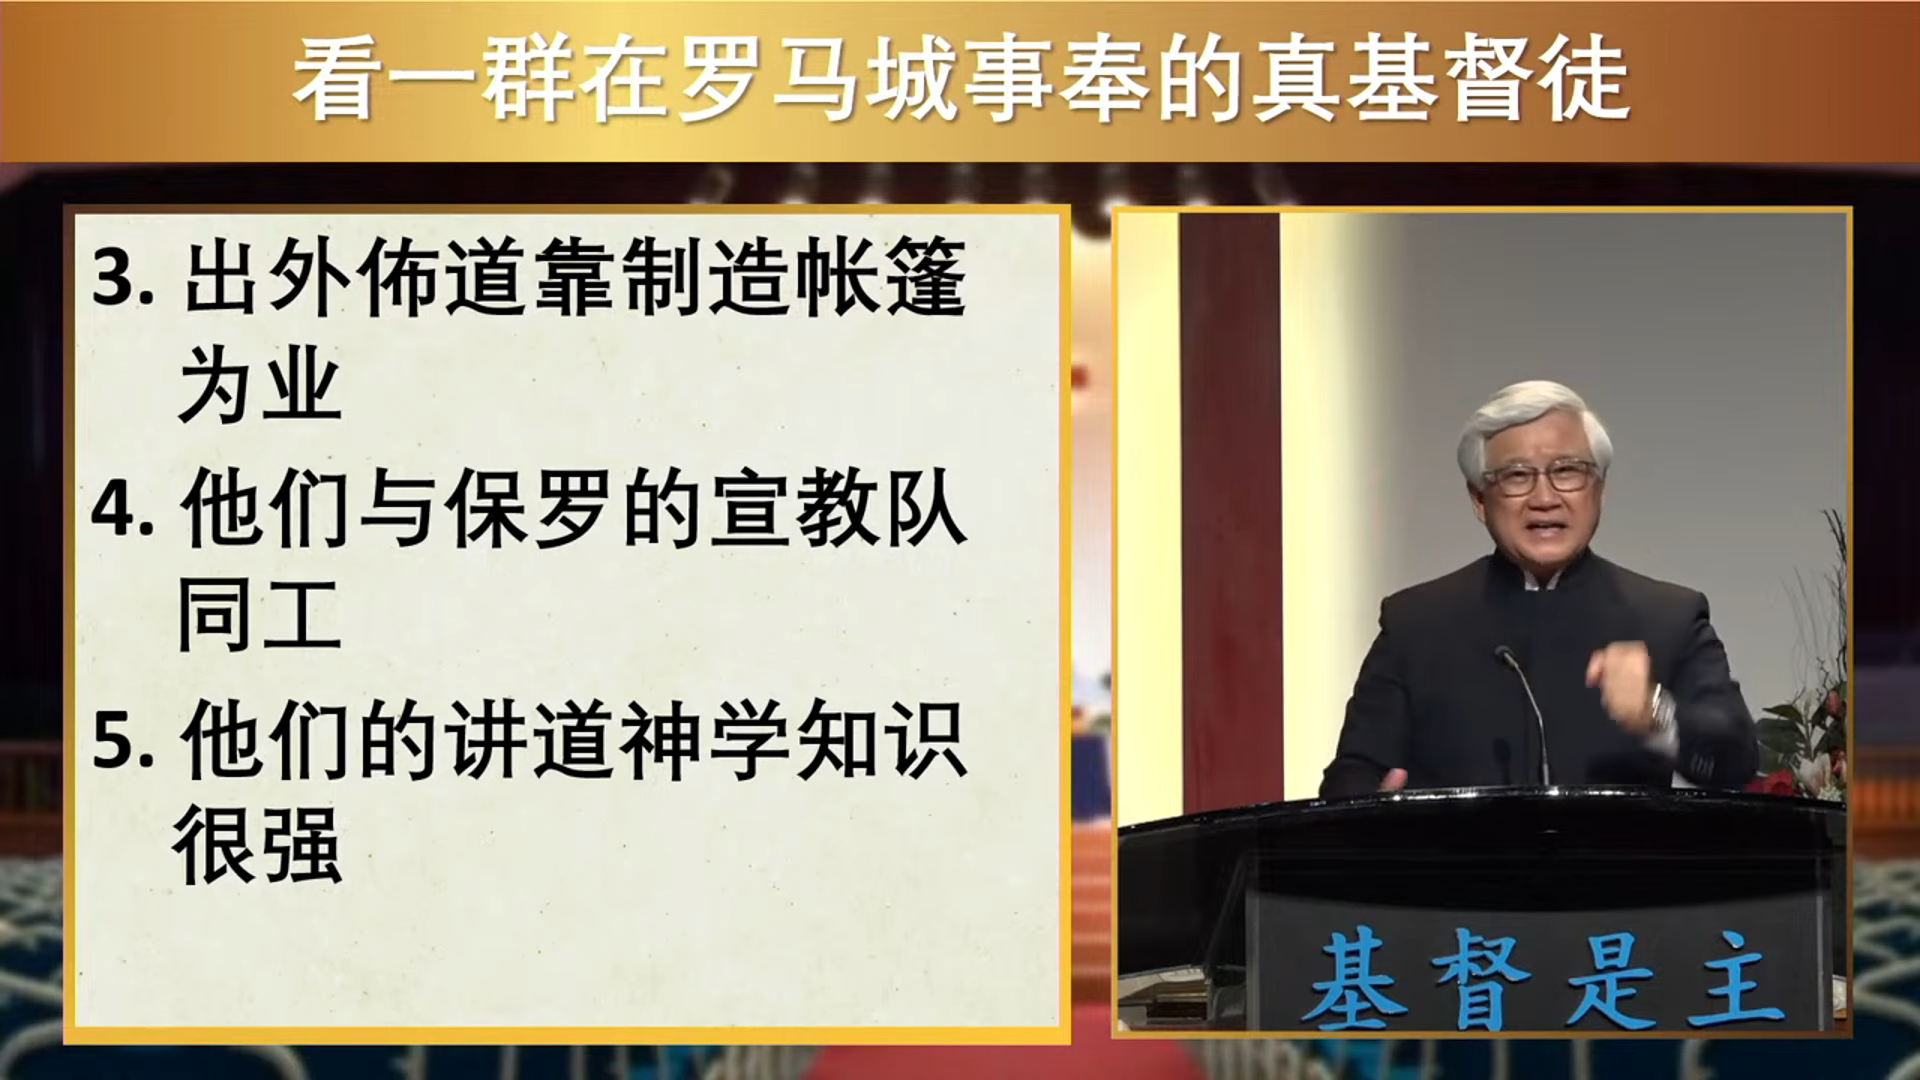 看一群在罗马城事奉的真基督徒
3. 出外佈道靠制造帐篷
为业
4. 他们与保罗的宣教队
同工
5. 他们的讲道神学知识
很强
基督是主